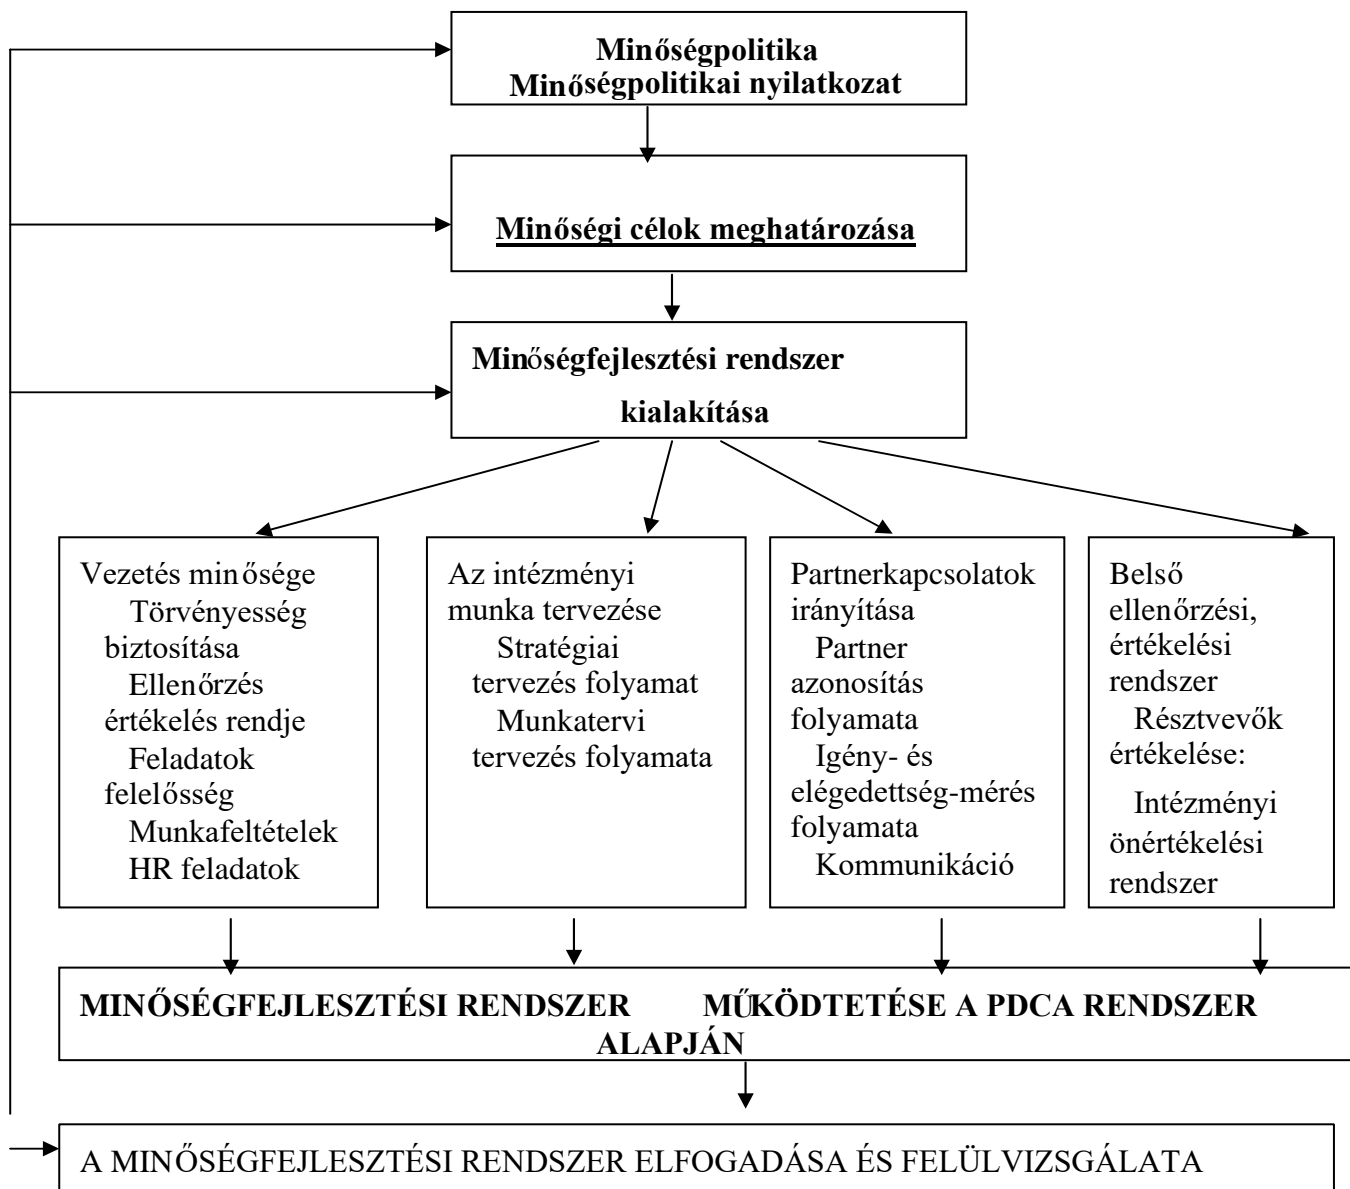 Minőségpolitika
Minőségpolitikai nyilatkozat
Minőségi célok meghatározása
Minőségfejlesztési rendszer
kialakítása
Vezetés minősége
Törvényesség
biztosítása
Ellenőrzés
értékelés rendje
Feladatok
felelősség
Munkafeltételek
HR feladatok
Az intézményi
munka tervezése
Stratégiai
tervezés folyamat
Munkatervi
tervezés folyamata
Partnerkapcsolatok
irányítása
Partner
azonosítás
folyamata
Igény- és
elégedettség-mérés
folyamata
Kommunikáció
Belső
ellenőrzési,
értékelési
rendszer
Résztvevők
értékelése:
Intézményi
önértékelési
rendszer
MINŐSÉGFEJLESZTÉSI RENDSZER MŰKÖDTETÉSE A PDCA RENDSZER
ALAPJÁN
A MINŐSÉGFEJLESZTÉSI RENDSZER ELFOGADÁSA ÉS FELÜLVIZSGÁLATA